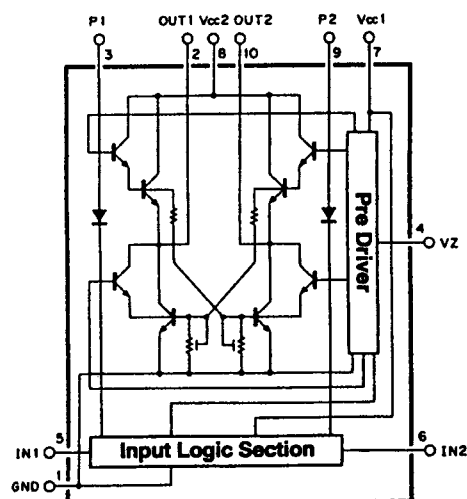 P1 OUT1 Vcc2 OUT2 P2 Vcc1
3 2 8 10 9 7
Pre Driver
4
VZ
5
IN1
Input Logic Section
6
IN2
1
GND